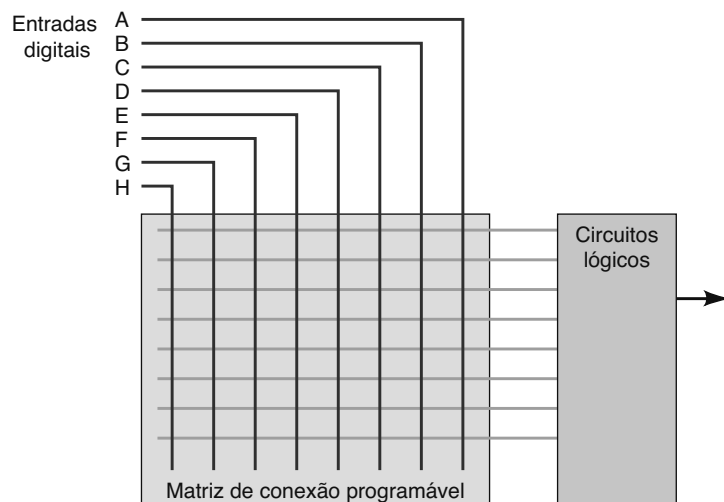 Entradas
digitais
A
B
C
D
E
F
G
H
Circuitos
lógicos
Matriz de conexão programável